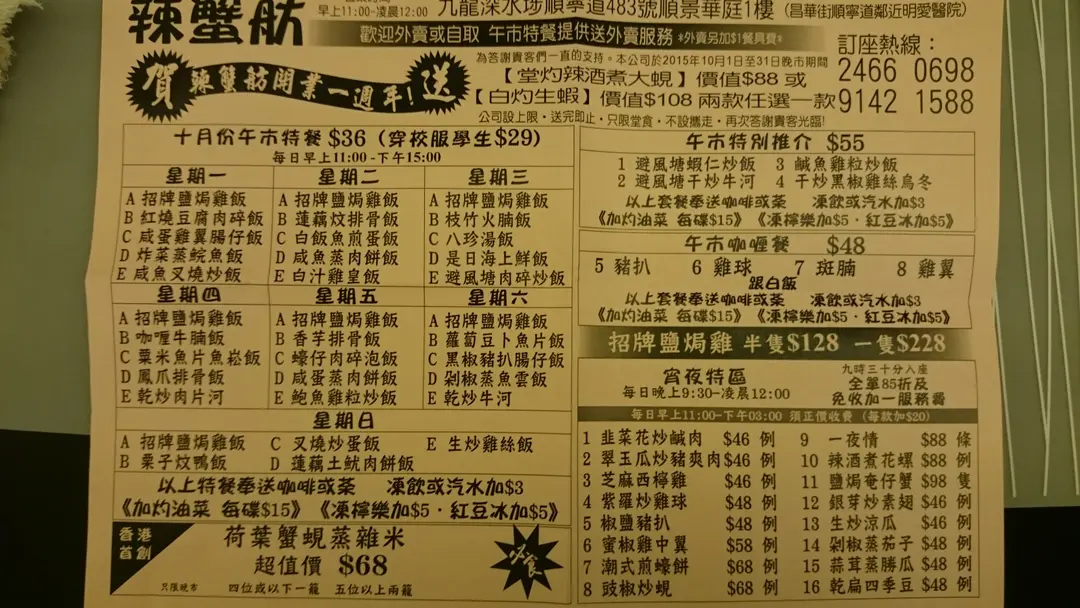 辣蟹舫
早上11:00-凌晨12:00 九龍深水埗順寧道483號順景華庭1樓 (昌華街順寧道鄰近明愛醫院)
歡迎外賣或自取 午市特餐提供送外賣服務 *外賣另加$1餐具費*
訂座熱線:
2466 0698
9142 1588
賀 辣蟹舫開業一週年! 送
為答謝貴客們一直的支持。本公司於2015年10月1日至31日晚市期間
【堂灼辣酒煮大蜆】價值$88 或
【白灼生蝦】價值$108 兩款任選一款
公司設上限・送完即止・只限堂食・不設攜走・再次答謝貴客光臨!
十月份午市特餐 $36 (穿校服學生$29)
每日早上11:00-下午15:00
星期一
A 招牌鹽焗雞飯
B 紅燒豆腐肉碎飯
C 咸蛋雞翼腸仔飯
D 炸菜蒸鯇魚飯
E 咸魚叉燒炒飯
星期二
A 招牌鹽焗雞飯
B 蓮藕炆排骨飯
C 白飯魚煎蛋飯
D 咸魚蒸肉餅飯
E 白汁雞皇飯
星期三
A 招牌鹽焗雞飯
B 枝竹火腩飯
C 八珍湯飯
D 是日海上鮮飯
E 避風塘肉碎炒飯
星期四
A 招牌鹽焗雞飯
B 咖喱牛腩飯
C 粟米魚片魚崧飯
D 鳳爪排骨飯
E 乾炒肉片河
星期五
A 招牌鹽焗雞飯
B 香芋排骨飯
C 蠔仔肉碎泡飯
D 咸蛋蒸肉餅飯
E 鮑魚雞粒炒飯
星期六
A 招牌鹽焗雞飯
B 蘿蔔豆卜魚片飯
C 黑椒豬扒腸仔飯
D 剁椒蒸魚雲飯
E 乾炒牛河
星期日
A 招牌鹽焗雞飯 C 叉燒炒蛋飯 E 生炒雞絲飯
B 栗子炆鴨飯 D 蓮藕土魷肉餅飯
以上特餐奉送咖啡或茶 凍飲或汽水加$3
《加灼油菜 每碟$15》《凍檸樂加$5・紅豆冰加$5》
香港首創
荷葉蟹蜆蒸雜米
超值價 $68
只限晚市 四位或以下一籠 五位以上兩籠
必食
午市特別推介 $55
1 避風塘蝦仁炒飯 3 鹹魚雞粒炒飯
2 避風塘干炒牛河 4 干炒黑椒雞絲烏冬
以上套餐奉送咖啡或茶 凍飲或汽水加$3
《加灼油菜 每碟$15》《凍檸樂加$5・紅豆冰加$5》
午市咖喱餐 $48
5 豬扒 6 雞球 7 斑腩 8 雞翼
跟白飯
以上套餐奉送咖啡或茶 凍飲或汽水加$3
《加灼油菜 每碟$15》《凍檸樂加$5・紅豆冰加$5》
招牌鹽焗雞 半隻$128 一隻$228
宵夜特區
每日晚上9:30-凌晨12:00
九時三十分入座
全單85折及
免收加一服務費
每日早上11:00-下午03:00 須正價收費 (每款加$20)
1 韭菜花炒鹹肉 $46 例
2 翠玉瓜炒豬爽肉 $46 例
3 芝麻西檸雞 $46 例
4 紫羅炒雞球 $48 例
5 椒鹽豬扒 $48 例
6 蜜椒雞中翼 $58 例
7 潮式煎蠔餅 $68 例
8 豉椒炒蜆 $68 例
9 一夜情 $88 條
10 辣酒煮花螺 $88 例
11 鹽焗奄仔蟹 $98 隻
12 銀芽炒素翅 $46 例
13 生炒涼瓜 $46 例
14 剁椒蒸茄子 $48 例
15 蒜茸蒸勝瓜 $48 例
16 乾扁四季豆 $48 例